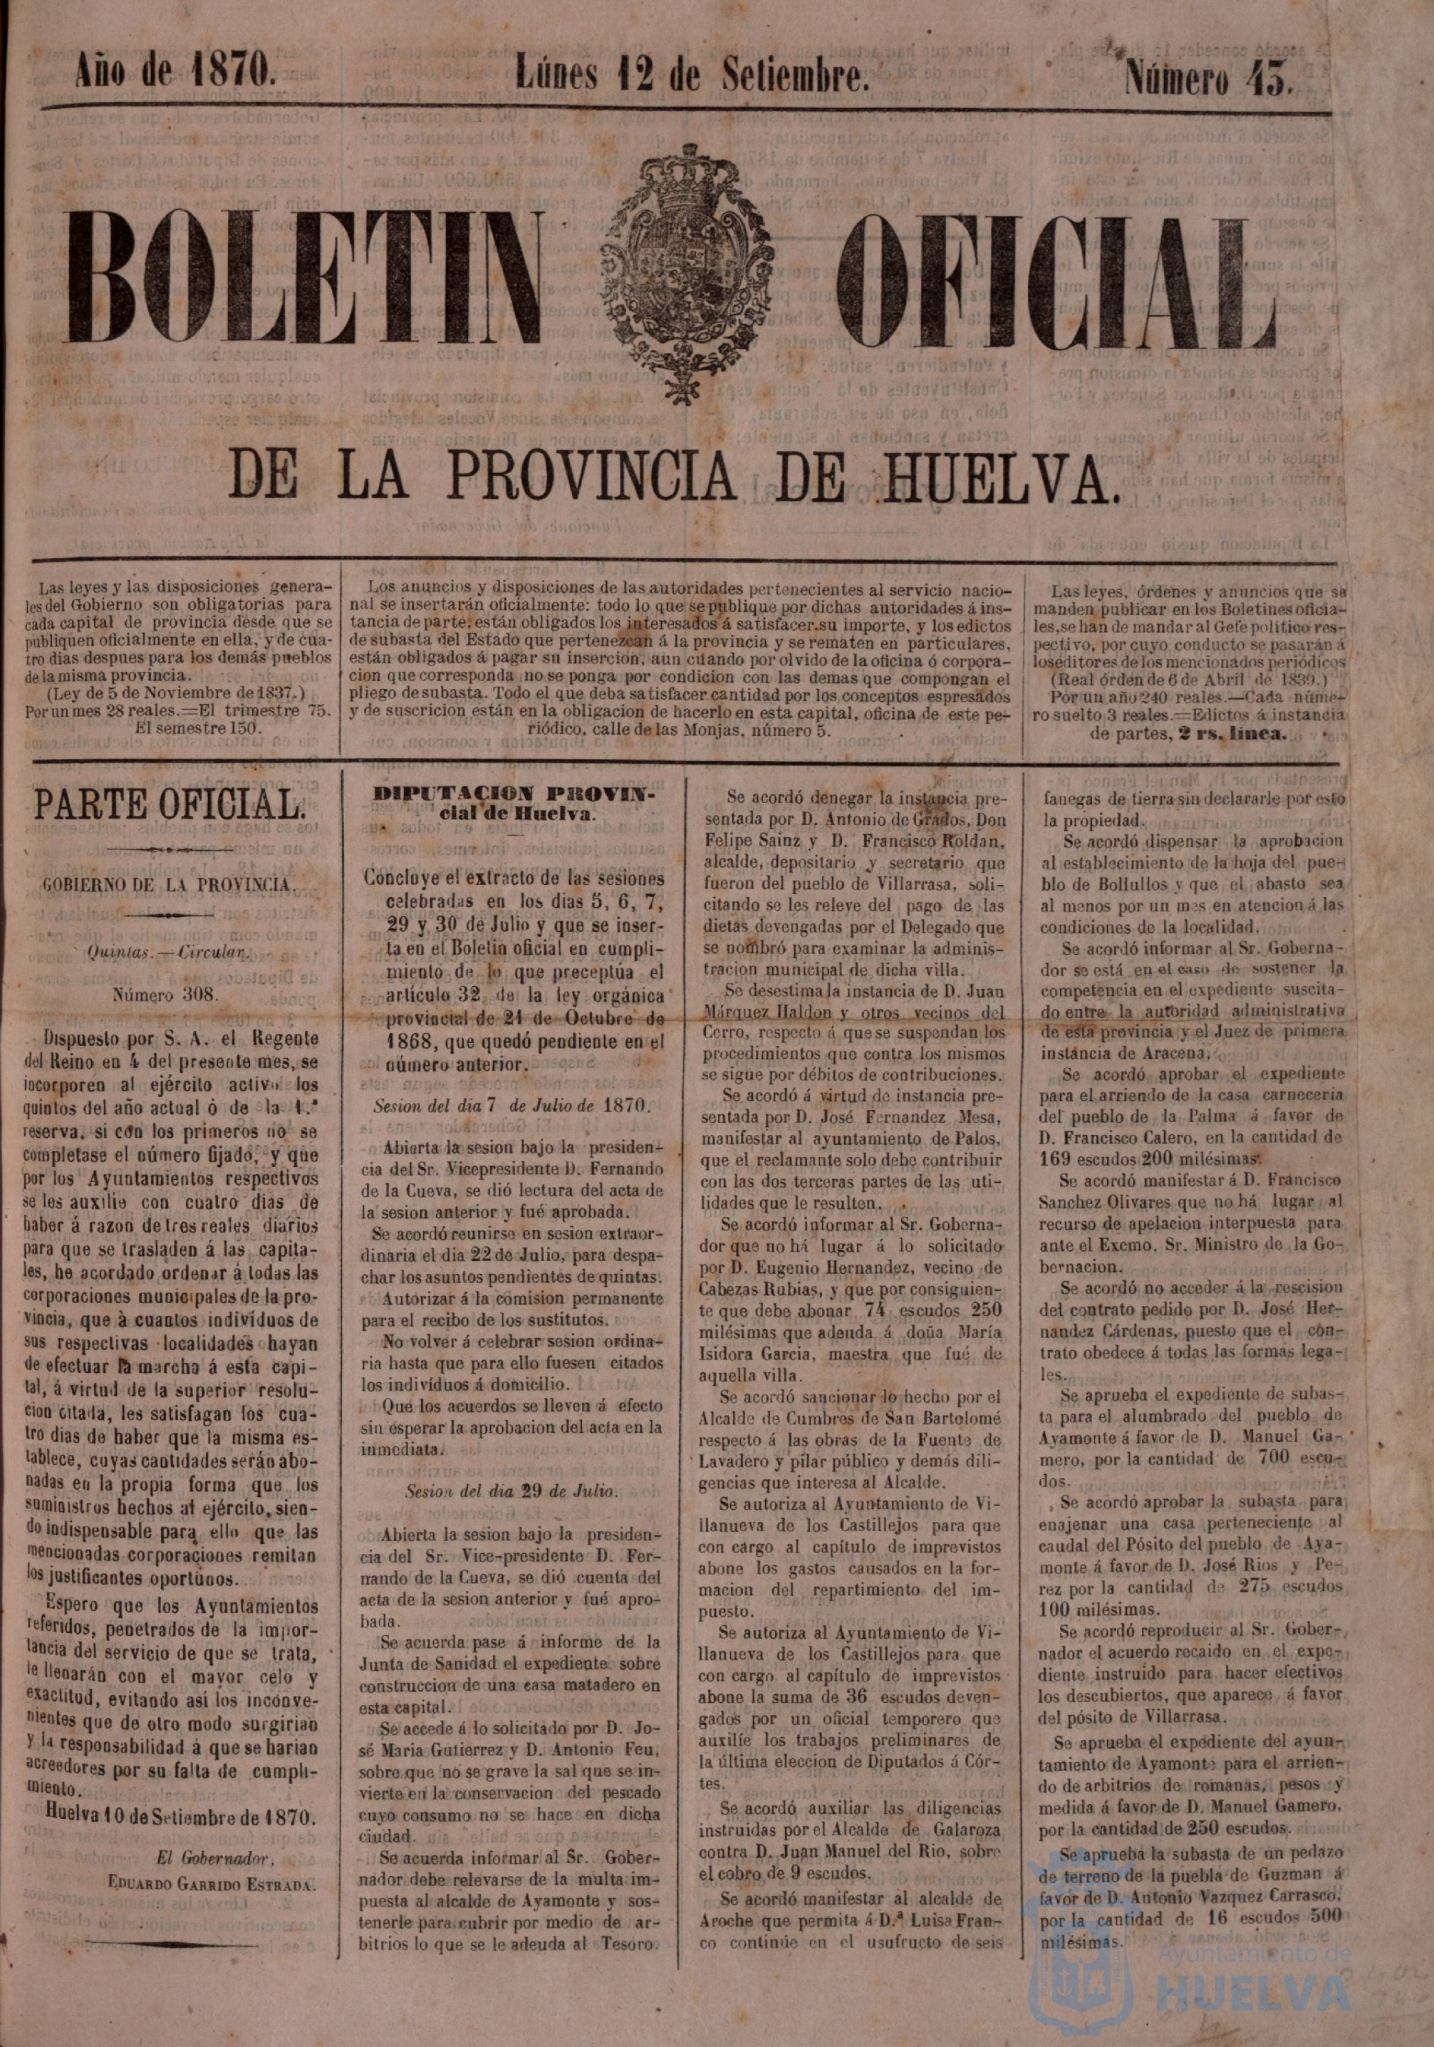 Año de 1870.
Lúnes 12 de Setiembre.
Número 43.
BOLETIN OFICIAL
DE LA PROVINCIA DE HUELVA.
Las leyes y las disposiciones genera-
les del Gobierno son obligatorias para
cada capital de provincia desde que se
publiquen oficialmente en ella, y de cua-
tro dias despues para los demás pueblos
de la misma provincia.
(Ley de 5 de Noviembre de 1837.)
Por un mes 28 reales.=El trimestre 75.
El semestre 150.
Los anuncios y disposiciones de las autoridades pertenecientes al servicio nacio-
nal se insertarán oficialmente: todo lo que se publique por dichas autoridades á ins-
tancia de parte, están obligados los interesados á satisfacer su importe, y los edictos
de subasta del Estado que pertenezcan á la provincia y se rematen en particulares,
están obligados á pagar su insercion, aun cuando por olvido de la oficina ó corpora-
cion que corresponda no se ponga por condicion con las demas que compongan el
pliego de subasta. Todo el que deba satisfacer cantidad por los conceptos espresados
y de suscricion están en la obligacion de hacerlo en esta capital, oficina de este pe-
riódico, calle de las Monjas, número 5.
Las leyes, órdenes y anuncios que se
manden publicar en los Boletines oficia-
les, se han de mandar al Gefe político res-
pectivo, por cuyo conducto se pasarán á
los editores de los mencionados periódicos
(Real órden de 6 de Abril de 1839.)
Por un año 240 reales.—Cada núme-
ro suelto 3 reales.=Edictos á instancia
de partes, 2 rs. línea.
PARTE OFICIAL.
GOBIERNO DE LA PROVINCIA.
Quintas.—Circular.
Número 308.
Dispuesto por S. A. el Regente
del Reino en 4 del presente mes, se
incorporen al ejército activo los
quintos del año actual ó de la 1.ª
reserva, si con los primeros no se
completase el número fijado, y que
por los Ayuntamientos respectivos
se les auxilie con cuatro dias de
haber á razon de tres reales diarios
para que se trasladen á las capita-
les, he acordado ordenar á todas las
corporaciones municipales de la pro-
vincia, que á cuantos indivíduos de
sus respectivas localidades hayan
de efectuar la marcha á esta capi-
tal, á virtud de la superior resolu-
cion citada, les satisfagan los cua-
tro dias de haber que la misma es-
tablece, cuyas cantidades serán abo-
nadas en la propia forma que los
suministros hechos al ejército, sien-
do indispensable para ello que las
mencionadas corporaciones remitan
los justificantes oportunos.
Espero que los Ayuntamientos
referidos, penetrados de la impor-
tancia del servicio de que se trata,
le llenarán con el mayor celo y
exactitud, evitando así los inconve-
nientes que de otro modo surgirian
y la responsabilidad á que se harian
acreedores por su falta de cumpli-
miento.
Huelva 10 de Setiembre de 1870.
El Gobernador,
EDUARDO GARRIDO ESTRADA.
DIPUTACION PROVIN-
cial de Huelva.
Concluye el extracto de las sesiones
celebradas en los dias 5, 6, 7,
29 y 30 de Julio y que se inser-
ta en el Boletin oficial en cumpli-
miento de lo que preceptúa el
artículo 32 de la ley orgánica
provincial de 21 de Octubre de
1868, que quedó pendiente en el
número anterior.
Sesion del dia 7 de Julio de 1870.
Abierta la sesion bajo la presiden-
cia del Sr. Vicepresidente D. Fernando
de la Cueva, se dió lectura del acta de
la sesion anterior y fué aprobada.
Se acordó reunirse en sesion extraor-
dinaria el dia 22 de Julio, para despa-
char los asuntos pendientes de quintas.
Autorizar á la comision permanente
para el recibo de los sustitutos.
No volver á celebrar sesion ordina-
ria hasta que para ello fuesen citados
los indivíduos á domicilio.
Que los acuerdos se lleven á efecto
sin esperar la aprobacion del acta en la
inmediata.
Sesion del dia 29 de Julio.
Abierta la sesion bajo la presiden-
cia del Sr. Vice-presidente D. Fer-
nando de la Cueva, se dió cuenta del
acta de la sesion anterior y fué apro-
bada.
Se acuerda pase á informe de la
Junta de Sanidad el expediente sobre
construccion de una casa matadero en
esta capital.
Se accede á lo solicitado por D. Jo-
sé Maria Gutierrez y D. Antonio Feu,
sobre que no se grave la sal que se in-
vierte en la conservacion del pescado
cuyo consumo no se hace en dicha
ciudad.
Se acuerda informar al Sr. Gober-
nador debe relevarse de la multa im-
puesta al alcalde de Ayamonte y sos-
tenerle para cubrir por medio de ar-
bitrios lo que se le adeuda al Tesoro.
Se acordó denegar la instancia pre-
sentada por D. Antonio de Grados, Don
Felipe Sainz y D. Francisco Roldan,
alcalde, depositario y secretario que
fueron del pueblo de Villarrasa, soli-
citando se les releve del pago de las
dietas devengadas por el Delegado que
se nombró para examinar la adminis-
tracion municipal de dicha villa.
Se desestima la instancia de D. Juan
Márquez Haldon y otros vecinos del
Cerro, respecto á que se suspendan los
procedimientos que contra los mismos
se sigue por débitos de contribuciones.
Se acordó á virtud de instancia pre-
sentada por D. José Fernandez Mesa,
manifestar al ayuntamiento de Palos,
que el reclamante solo debe contribuir
con las dos terceras partes de las uti-
lidades que le resulten.
Se acordó informar al Sr. Goberna-
dor que no há lugar á lo solicitado
por D. Eugenio Hernandez, vecino de
Cabezas Rubias, y que por consiguien-
te que debe abonar 74 escudos 250
milésimas que adeuda á doña María
Isidora Garcia, maestra que fué de
aquella villa.
Se acordó sancionar lo hecho por el
Alcalde de Cumbres de San Bartolomé
respecto á las obras de la Fuente de
Lavadero y pilar público y demás dili-
gencias que interesa al Alcalde.
Se autoriza al Ayuntamiento de Vi-
llanueva de los Castillejos para que
con cargo al capítulo de imprevistos
abone los gastos causados en la for-
macion del repartimiento del im-
puesto.
Se autoriza al Ayuntamiento de Vi-
llanueva de los Castillejos para que
con cargo al capítulo de imprevistos
abone la suma de 36 escudos deven-
gados por un oficial temporero que
auxilie los trabajos preliminares de
la última eleccion de Diputados á Cór-
tes.
Se acordó auxiliar las diligencias
instruidas por el Alcalde de Galaroza
contra D. Juan Manuel del Rio, sobre
el cobro de 9 escudos.
Se acordó manifestar al alcalde de
Aroche que permita á D.ª Luisa Fran-
co continúe en el usufructo de seis
fanegas de tierra sin declararle por esto
la propiedad.
Se acordó dispensar la aprobacion
al establecimiento de la hoja del pue-
blo de Bollullos y que el abasto sea
al menos por un mes en atencion á las
condiciones de la localidad.
Se acordó informar al Sr. Goberna-
dor se está en el caso de sostener la
competencia en el expediente suscita-
do entre la autoridad administrativa
de esta provincia y el Juez de primera
instáncia de Aracena.
Se acordó aprobar el expediente
para el arriendo de la casa carneceria
del pueblo de la Palma á favor de
D. Francisco Calero, en la cantidad de
169 escudos 200 milésimas.
Se acordó manifestar á D. Francisco
Sanchez Olivares que no há lugar al
recurso de apelacion interpuesta para
ante el Excmo. Sr. Ministro de la Go-
bernacion.
Se acordó no acceder á la rescision
del contrato pedido por D. José Her-
nandez Cárdenas, puesto que el con-
trato obedece á todas las formas lega-
les.
Se aprueba el expediente de subas-
ta para el alumbrado del pueblo de
Ayamonte á favor de D. Manuel Ga-
mero, por la cantidad de 700 escu-
dos.
Se acordó aprobar la subasta para
enajenar una casa perteneciente al
caudal del Pósito del pueblo de Aya-
monte á favor de D. José Rios y Pe-
rez por la cantidad de 275 escudos
100 milésimas.
Se acordó reproducir al Sr. Gober-
nador el acuerdo recaido en el expe-
diente instruido para hacer efectivos
los descubiertos, que aparece á favor
del pósito de Villarrasa.
Se aprueba el expediente del ayun-
tamiento de Ayamonte para el arrien-
do de arbitrios de romanas, pesos y
medida á favor de D. Manuel Gamero,
por la cantidad de 250 escudos.
Se aprueba la subasta de un pedazo
de terreno de la puebla de Guzman á
favor de D. Antonio Vazquez Carrasco,
por la cantidad de 16 escudos 500
milésimas.
Ayuntamiento de
HUELVA